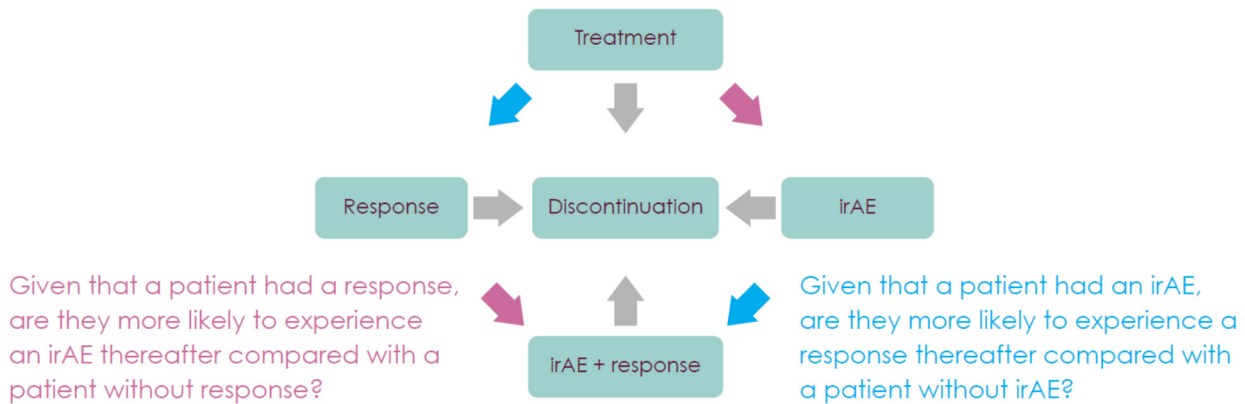 Treatment
Response
Discontinuation
irAE
Given that a patient had a response,
are they more likely to experience
an irAE thereafter compared with a
patient without response?
irAE + response
Given that a patient had an irAE,
are they more likely to experience a
response thereafter compared with
a patient without irAE?